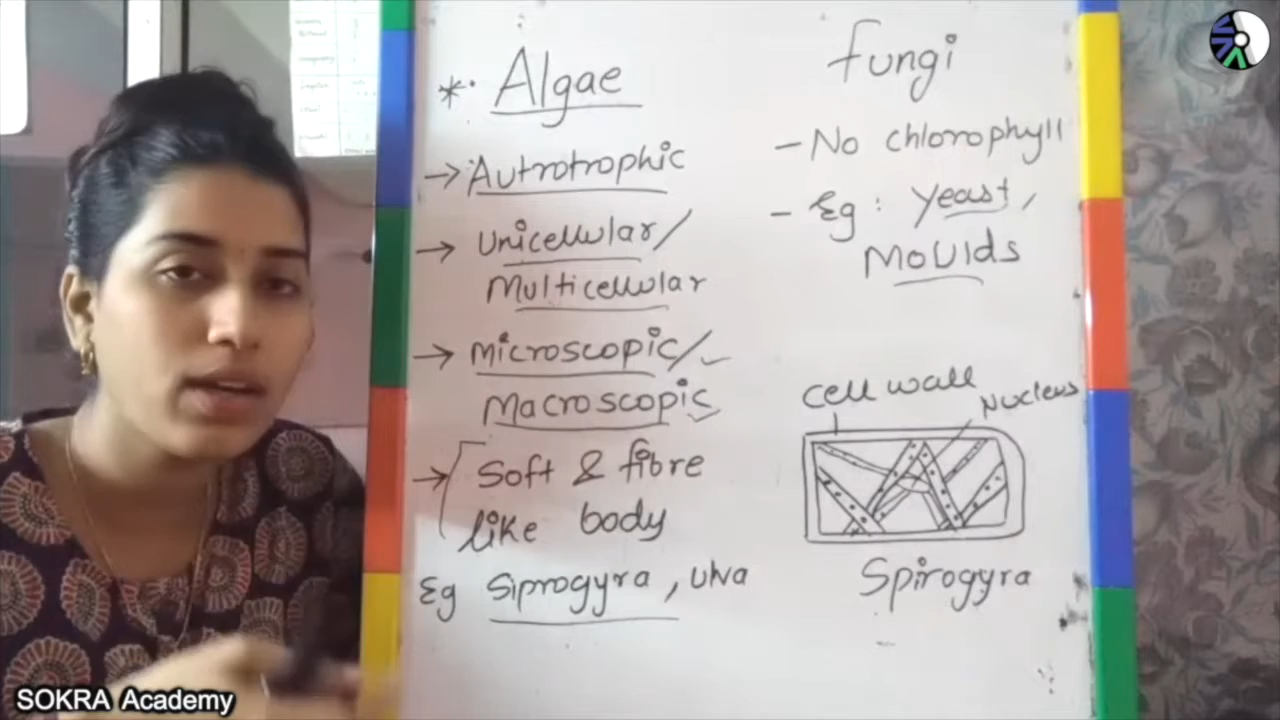 *. Algae
→ Autrotrophic
→ Unicellular/
Multicellular
→ Microscopic/
Macroscopic
→ Soft & fibre
like body
Eg Siprogyra, Ulva
Fungi
- No chlorophyll
- Eg: Yeast,
Moulds
Cell wall
Nucleus
Spirogyra
SOKRA Academy